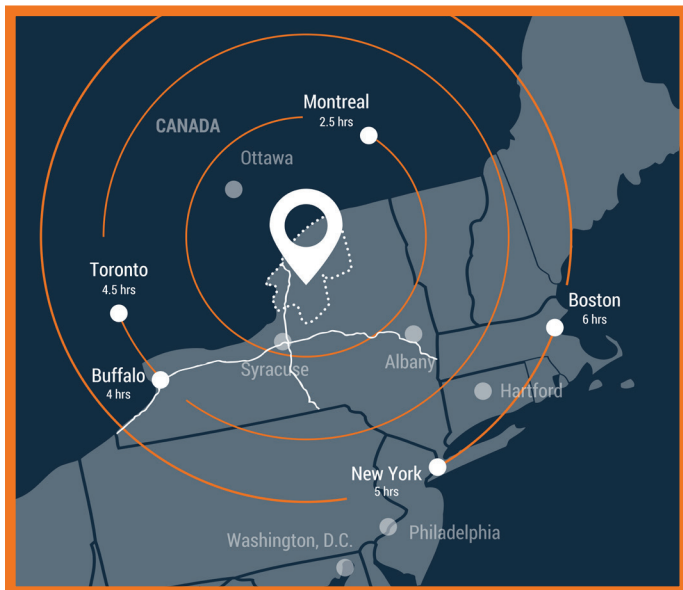 Montreal
2.5 hrs
CANADA
Ottawa
Toronto
4.5 hrs
Boston
6 hrs
Buffalo
4 hrs
Syracuse
Albany
Hartford
New York
5 hrs
Philadelphia
Washington, D.C.